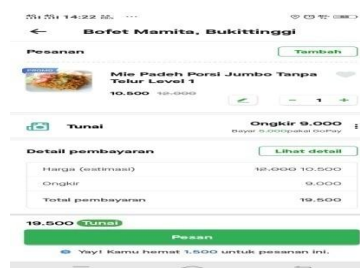 14:22
Bofet Mamita, Bukittinggi
Pesanan
Tambah
PROMO
Mie Padeh Porsi Jumbo Tanpa
Telur Level 1
10.500 12.000
- 1 +
Tunai
Ongkir 9.000
Bayar 5.000 pakai GoPay
Detail pembayaran
Lihat detail
Harga (estimasi) 12.000 10.500
Ongkir 9.000
Total pembayaran 19.500
19.500 Tunai
Pesan
Yay! Kamu hemat 1.500 untuk pesanan ini.